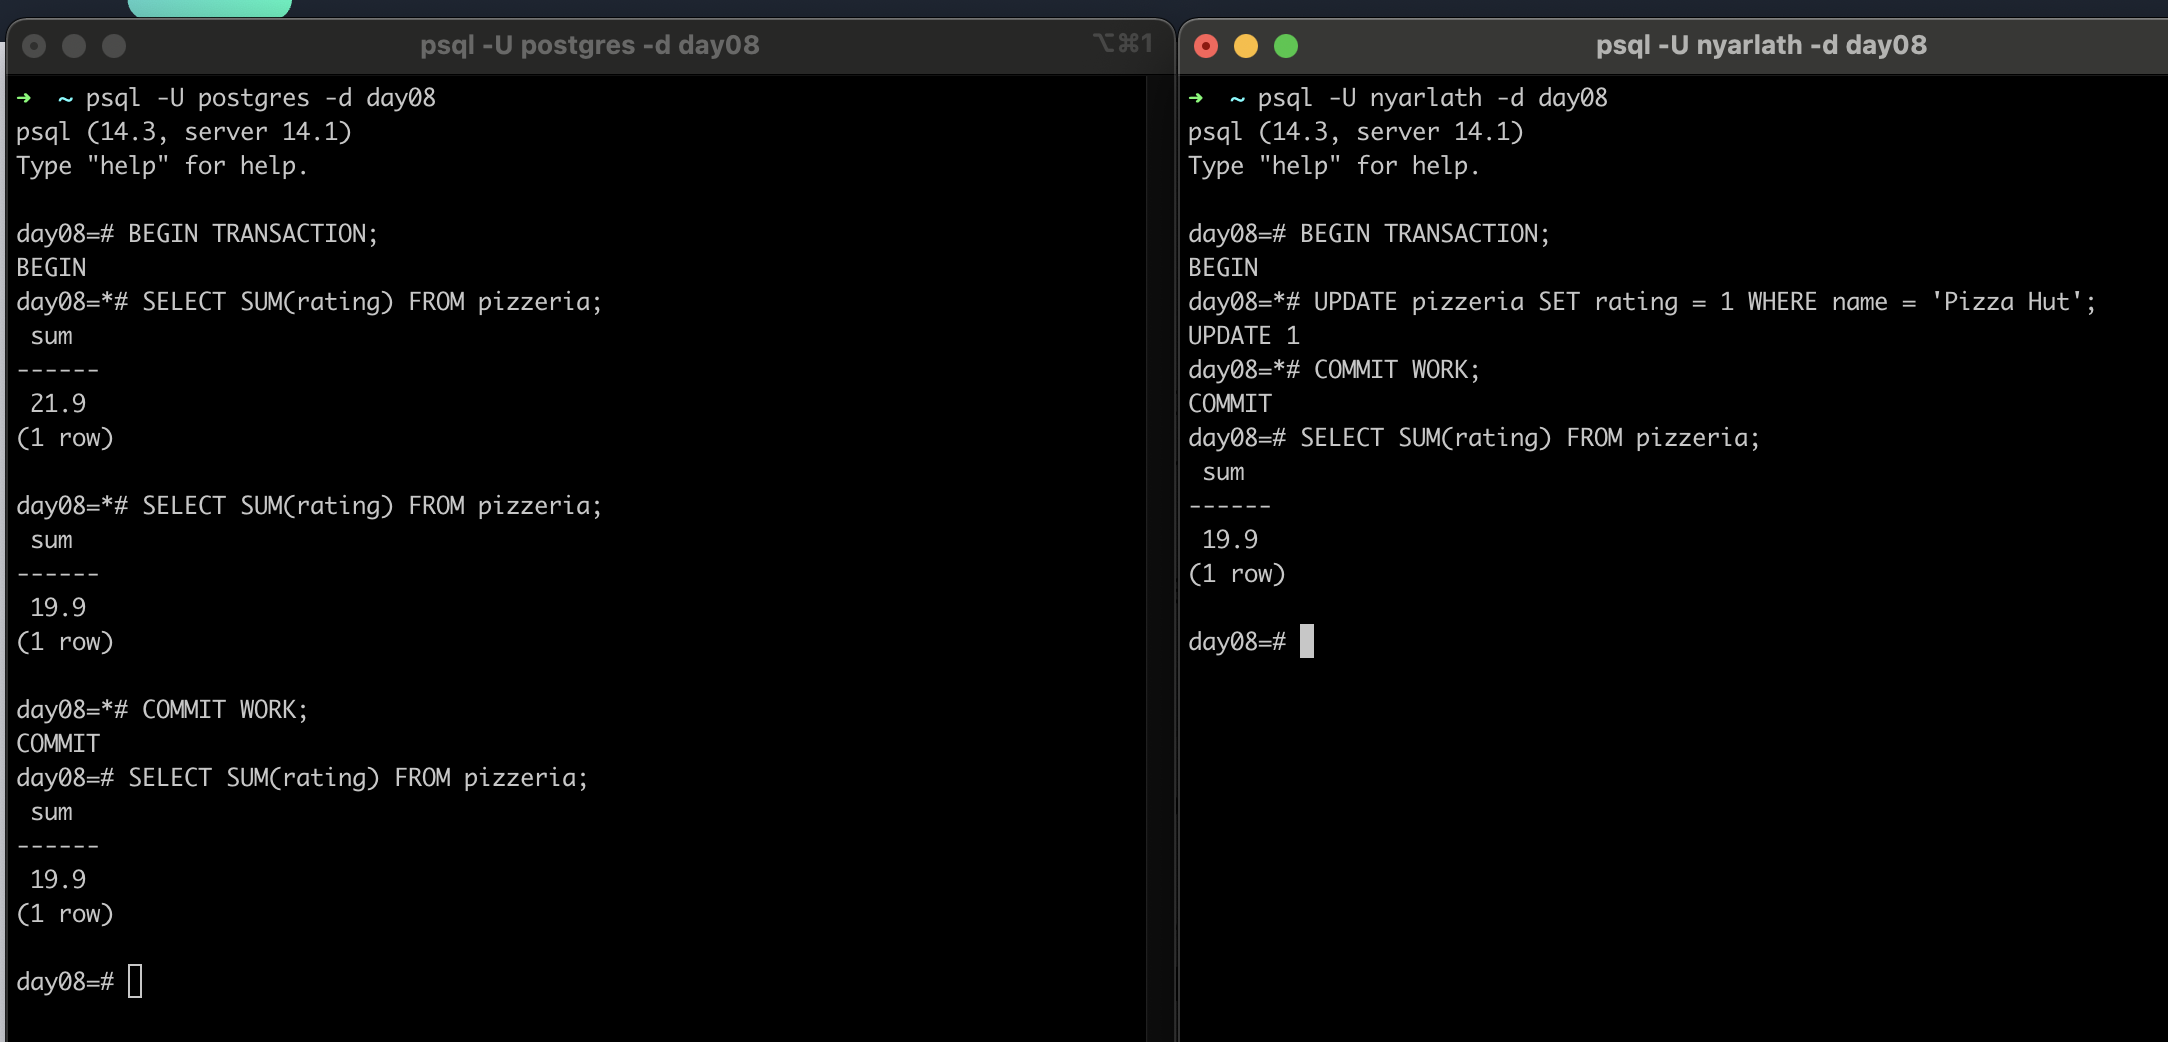 psql -U postgres -d day08
⌥⌘1
➜  ~ psql -U postgres -d day08
psql (14.3, server 14.1)
Type "help" for help.
day08=# BEGIN TRANSACTION;
BEGIN
day08=*# SELECT SUM(rating) FROM pizzeria;
 sum
------
 21.9
(1 row)
day08=*# SELECT SUM(rating) FROM pizzeria;
 sum
------
 19.9
(1 row)
day08=*# COMMIT WORK;
COMMIT
day08=# SELECT SUM(rating) FROM pizzeria;
 sum
------
 19.9
(1 row)
day08=#
psql -U nyarlath -d day08
➜  ~ psql -U nyarlath -d day08
psql (14.3, server 14.1)
Type "help" for help.
day08=# BEGIN TRANSACTION;
BEGIN
day08=*# UPDATE pizzeria SET rating = 1 WHERE name = 'Pizza Hut';
UPDATE 1
day08=*# COMMIT WORK;
COMMIT
day08=# SELECT SUM(rating) FROM pizzeria;
 sum
------
 19.9
(1 row)
day08=#